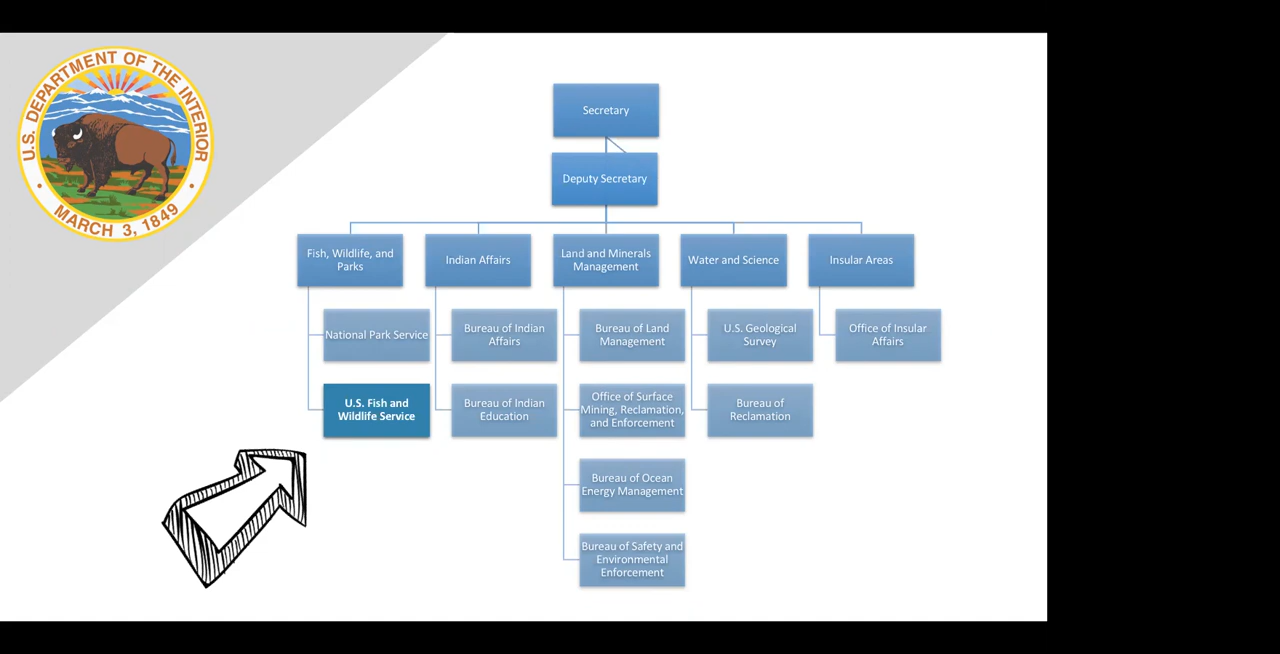 U.S. DEPARTMENT OF THE INTERIOR
MARCH 3, 1849
Secretary
Deputy Secretary
Fish, Wildlife, and
Parks
Indian Affairs
Land and Minerals
Management
Water and Science
Insular Areas
National Park Service
Bureau of Indian
Affairs
Bureau of Land
Management
U.S. Geological
Survey
Office of Insular
Affairs
U.S. Fish and
Wildlife Service
Bureau of Indian
Education
Office of Surface
Mining, Reclamation,
and Enforcement
Bureau of
Reclamation
Bureau of Ocean
Energy Management
Bureau of Safety and
Environmental
Enforcement